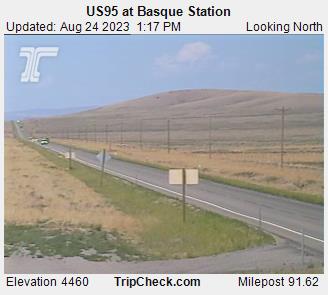 US95 at Basque Station
Updated: Aug 24 2023 1:17 PM Looking North
Elevation 4460 TripCheck.com Milepost 91.62